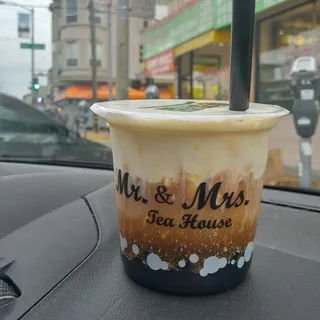 Mr. & Mrs.
Tea House